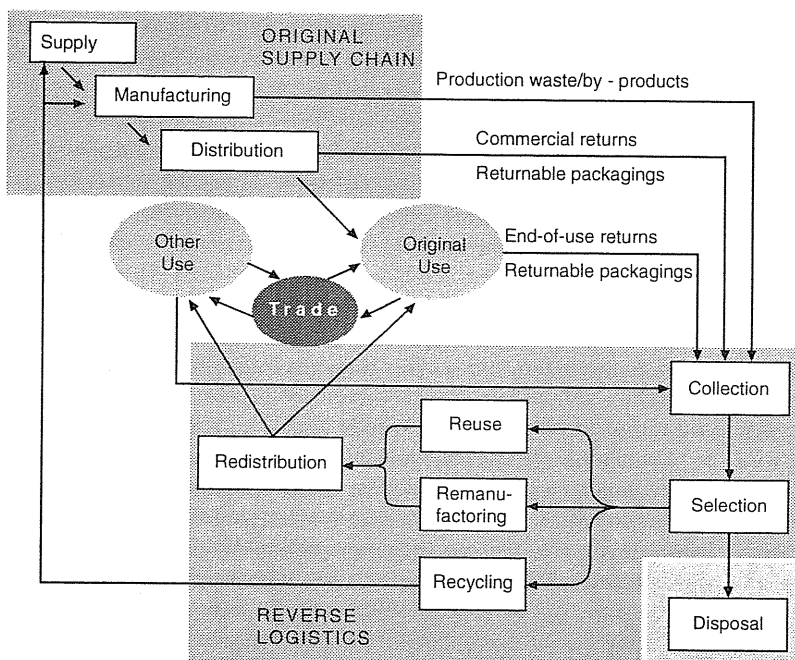 Supply
ORIGINAL
SUPPLY CHAIN
Manufacturing
Production waste/by - products
Distribution
Commercial returns
Returnable packagings
Other
Use
Original
Use
End-of-use returns
Returnable packagings
Trade
Collection
Reuse
Redistribution
Remanu-
factoring
Selection
Recycling
REVERSE
LOGISTICS
Disposal